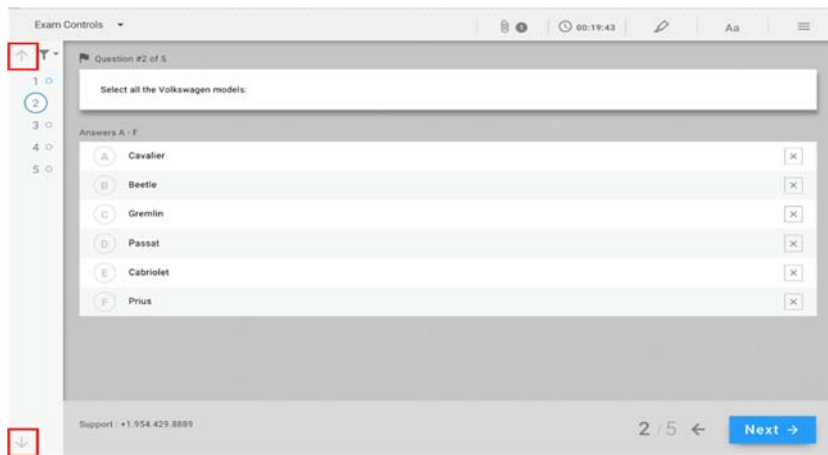 Exam Controls
1 00:19:43 Aa
Question #2 of 5
Select all the Volkswagen models:
1
2
3
4
5
Answers A - F
A Cavalier
B Beetle
C Gremlin
D Passat
E Cabriolet
F Prius
Support : +1.954.429.8889
2 / 5 Next